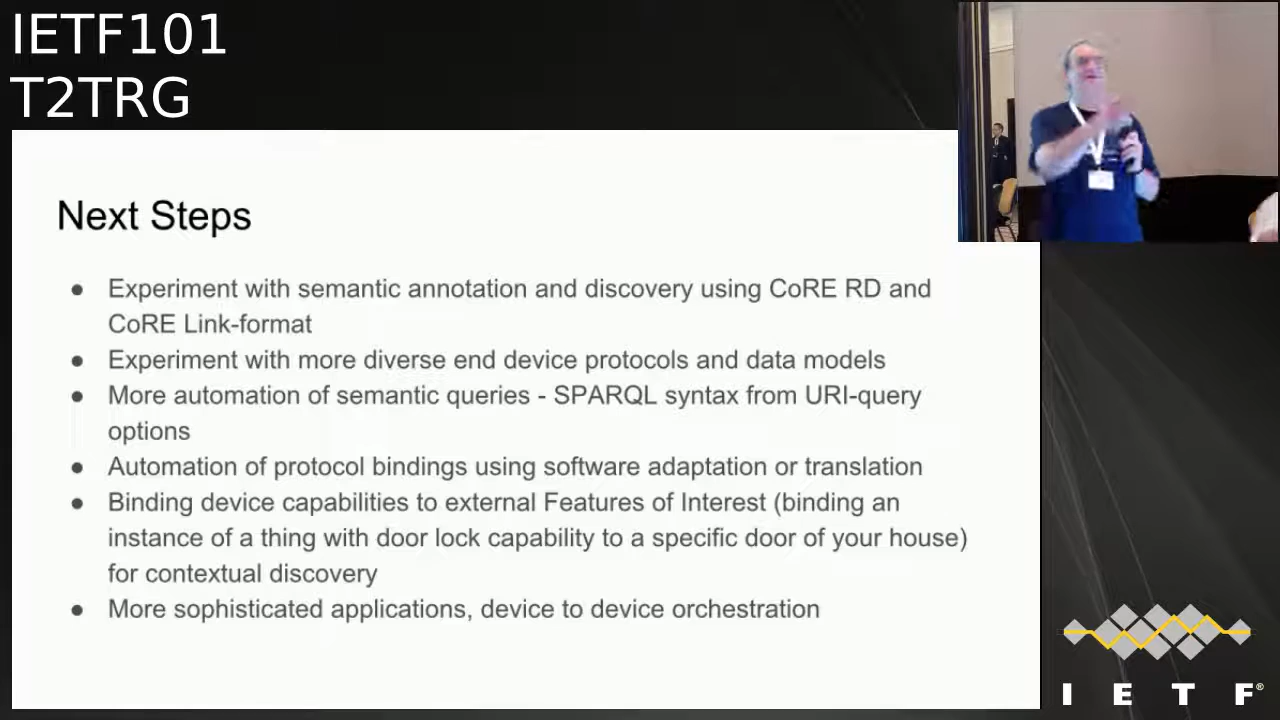 IETF101
T2TRG
Next Steps
● Experiment with semantic annotation and discovery using CoRE RD and
CoRE Link-format
● Experiment with more diverse end device protocols and data models
● More automation of semantic queries - SPARQL syntax from URI-query
options
● Automation of protocol bindings using software adaptation or translation
● Binding device capabilities to external Features of Interest (binding an
instance of a thing with door lock capability to a specific door of your house)
for contextual discovery
● More sophisticated applications, device to device orchestration
I E T F®